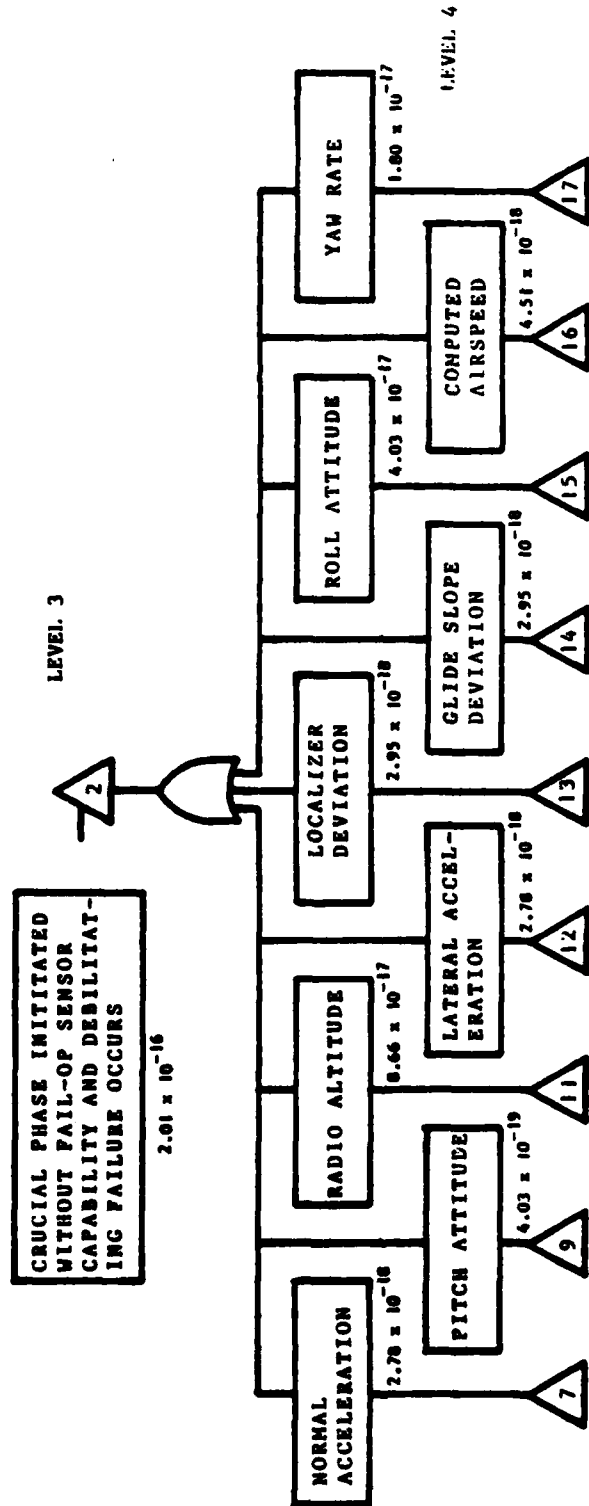 CRUCIAL PHASE INITITATED
WITHOUT FAIL-OP SENSOR
CAPABILITY AND DEBILITAT-
ING FAILURE OCCURS
2.01 x 10-16
LEVEL 3
2
NORMAL
ACCELERATION
2.78 x 10-18
7
PITCH ATTITUDE
4.03 x 10-19
9
RADIO ALTITUDE
8.66 x 10-17
11
LATERAL ACCEL-
ERATION
2.78 x 10-18
12
LOCALIZER
DEVIATION
2.95 x 10-18
13
GLIDE SLOPE
DEVIATION
2.95 x 10-18
14
ROLL ATTITUDE
4.03 x 10-17
15
COMPUTED
AIRSPEED
4.51 x 10-18
16
YAW RATE
1.80 x 10-17
17
LEVEL 4